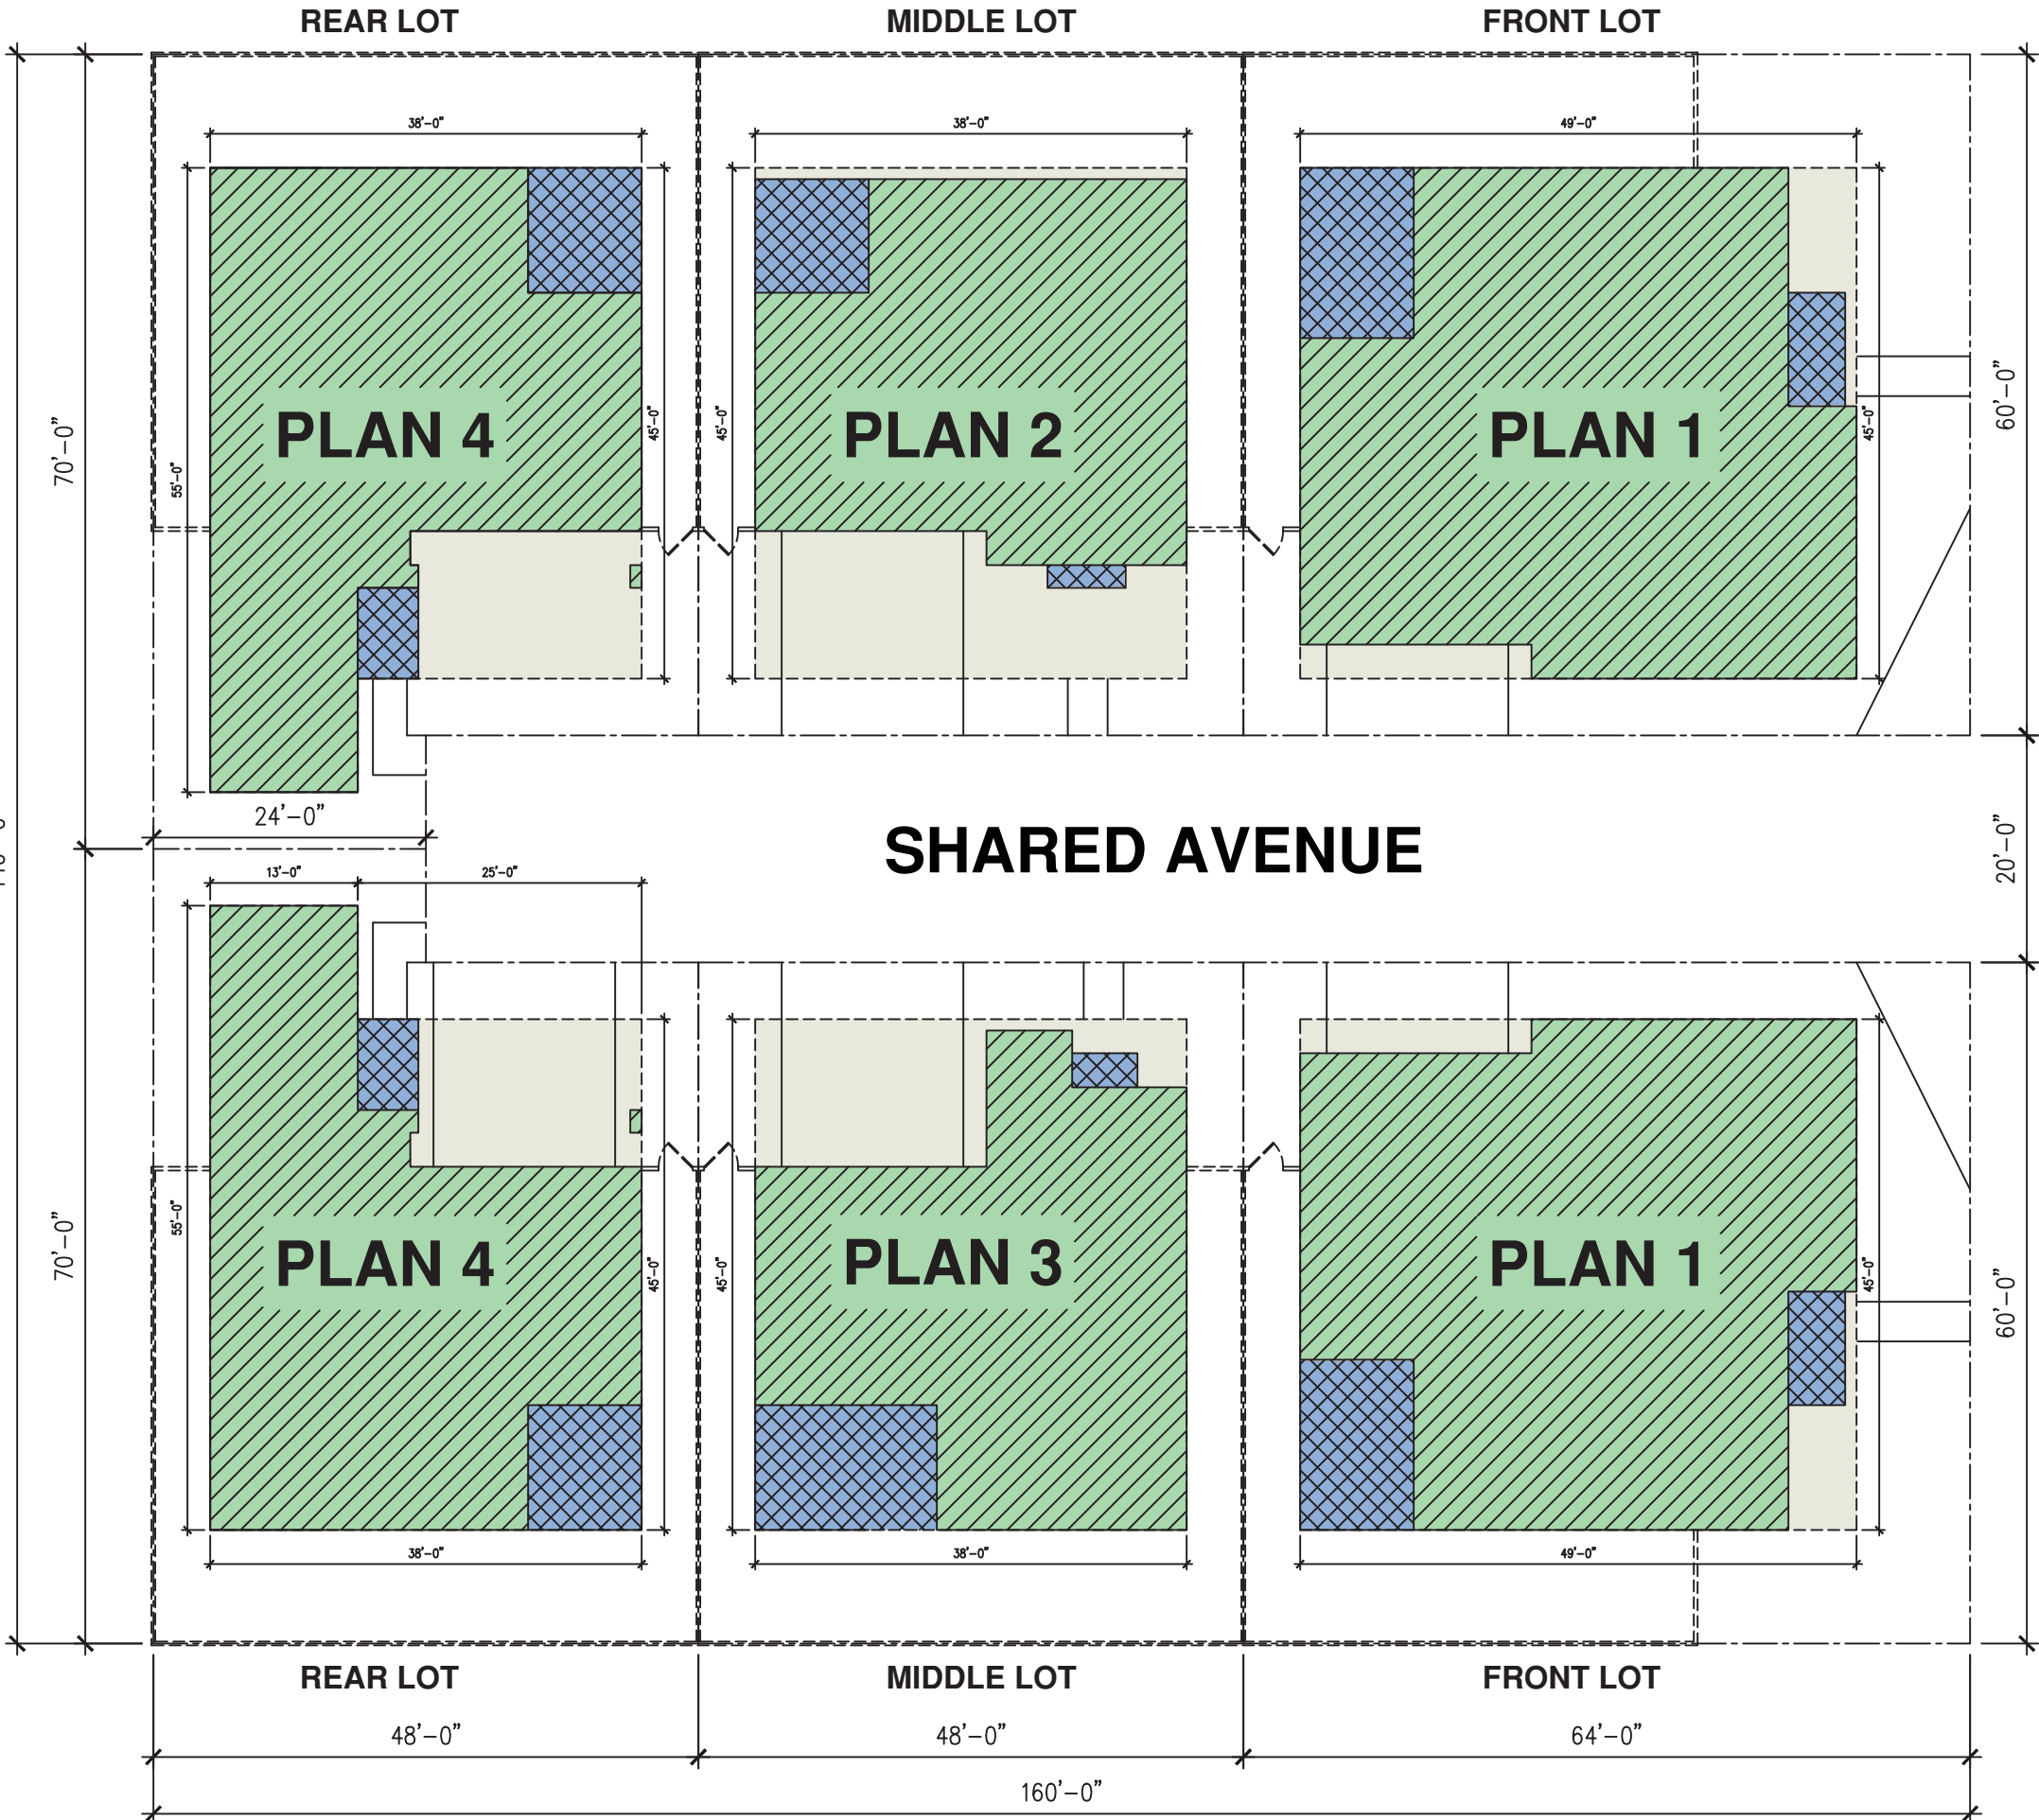 REAR LOT
MIDDLE LOT
FRONT LOT
38'-0"
38'-0"
49'-0"
70'-0"
55'-0"
PLAN 4
45'-0"
45'-0"
PLAN 2
PLAN 1
45'-0"
60'-0"
24'-0"
SHARED AVENUE
20'-0"
13'-0"
25'-0"
70'-0"
55'-0"
PLAN 4
45'-0"
45'-0"
PLAN 3
PLAN 1
45'-0"
60'-0"
38'-0"
38'-0"
49'-0"
REAR LOT
MIDDLE LOT
FRONT LOT
48'-0"
48'-0"
64'-0"
160'-0"